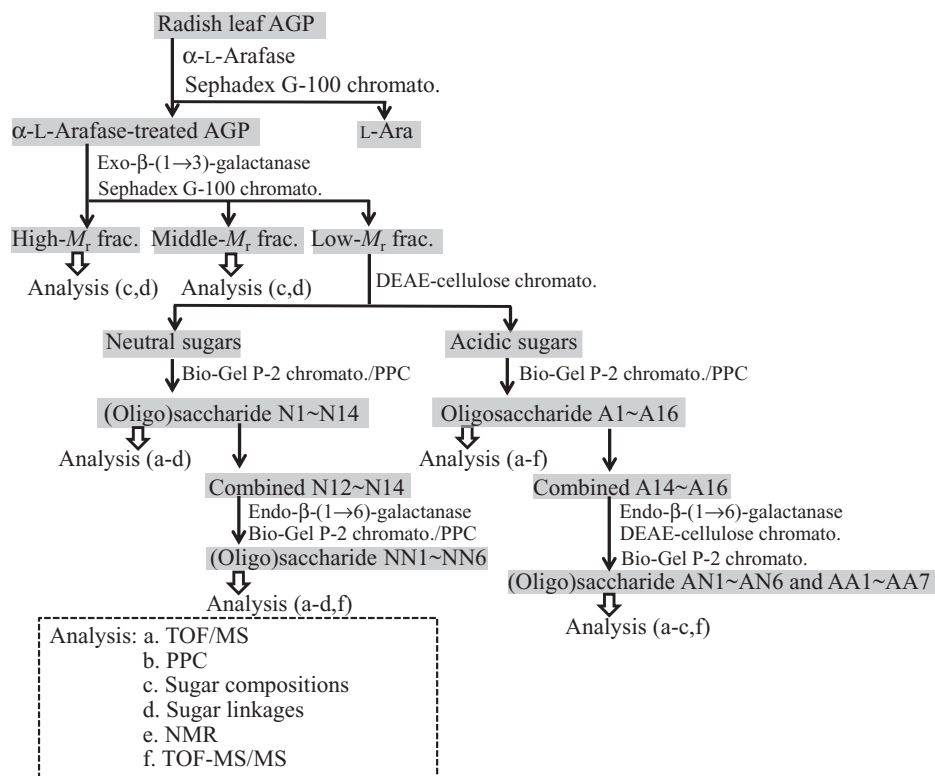 Radish leaf AGP
α-L-Arafase
Sephadex G-100 chromato.
α-L-Arafase-treated AGP
L-Ara
Exo-β-(1→3)-galactanase
Sephadex G-100 chromato.
High-Mr frac.
Middle-Mr frac.
Low-Mr frac.
Analysis (c,d)
Analysis (c,d)
DEAE-cellulose chromato.
Neutral sugars
Acidic sugars
Bio-Gel P-2 chromato./PPC
Bio-Gel P-2 chromato./PPC
(Oligo)saccharide N1~N14
Oligosaccharide A1~A16
Analysis (a-d)
Analysis (a-f)
Combined N12~N14
Combined A14~A16
Endo-β-(1→6)-galactanase
Bio-Gel P-2 chromato./PPC
Endo-β-(1→6)-galactanase
DEAE-cellulose chromato.
Bio-Gel P-2 chromato.
(Oligo)saccharide NN1~NN6
(Oligo)saccharide AN1~AN6 and AA1~AA7
Analysis (a-d,f)
Analysis (a-c,f)
Analysis: a. TOF/MS
b. PPC
c. Sugar compositions
d. Sugar linkages
e. NMR
f. TOF-MS/MS